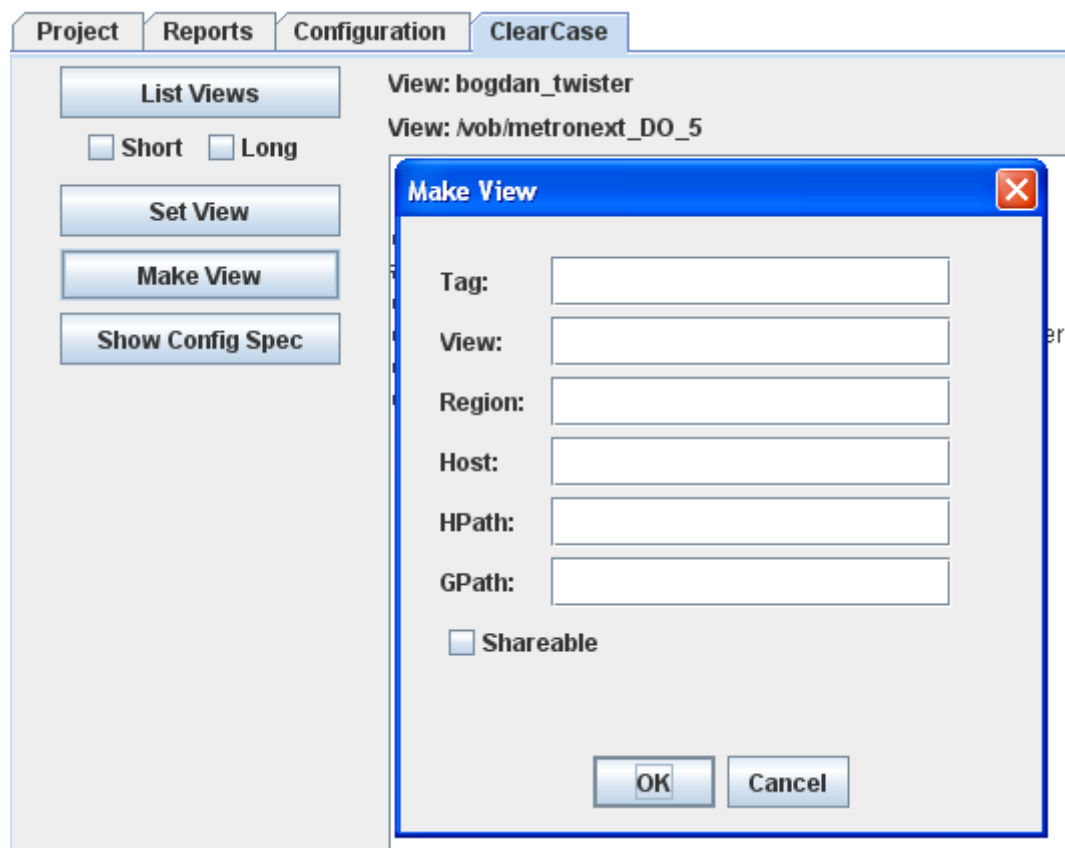 Project Reports Configuration ClearCase
List Views
Short Long
Set View
Make View
Show Config Spec
View: bogdan_twister
View: /vob/metronext_DO_5
Make View
Tag:
View:
Region:
Host:
HPath:
GPath:
Shareable
OK Cancel